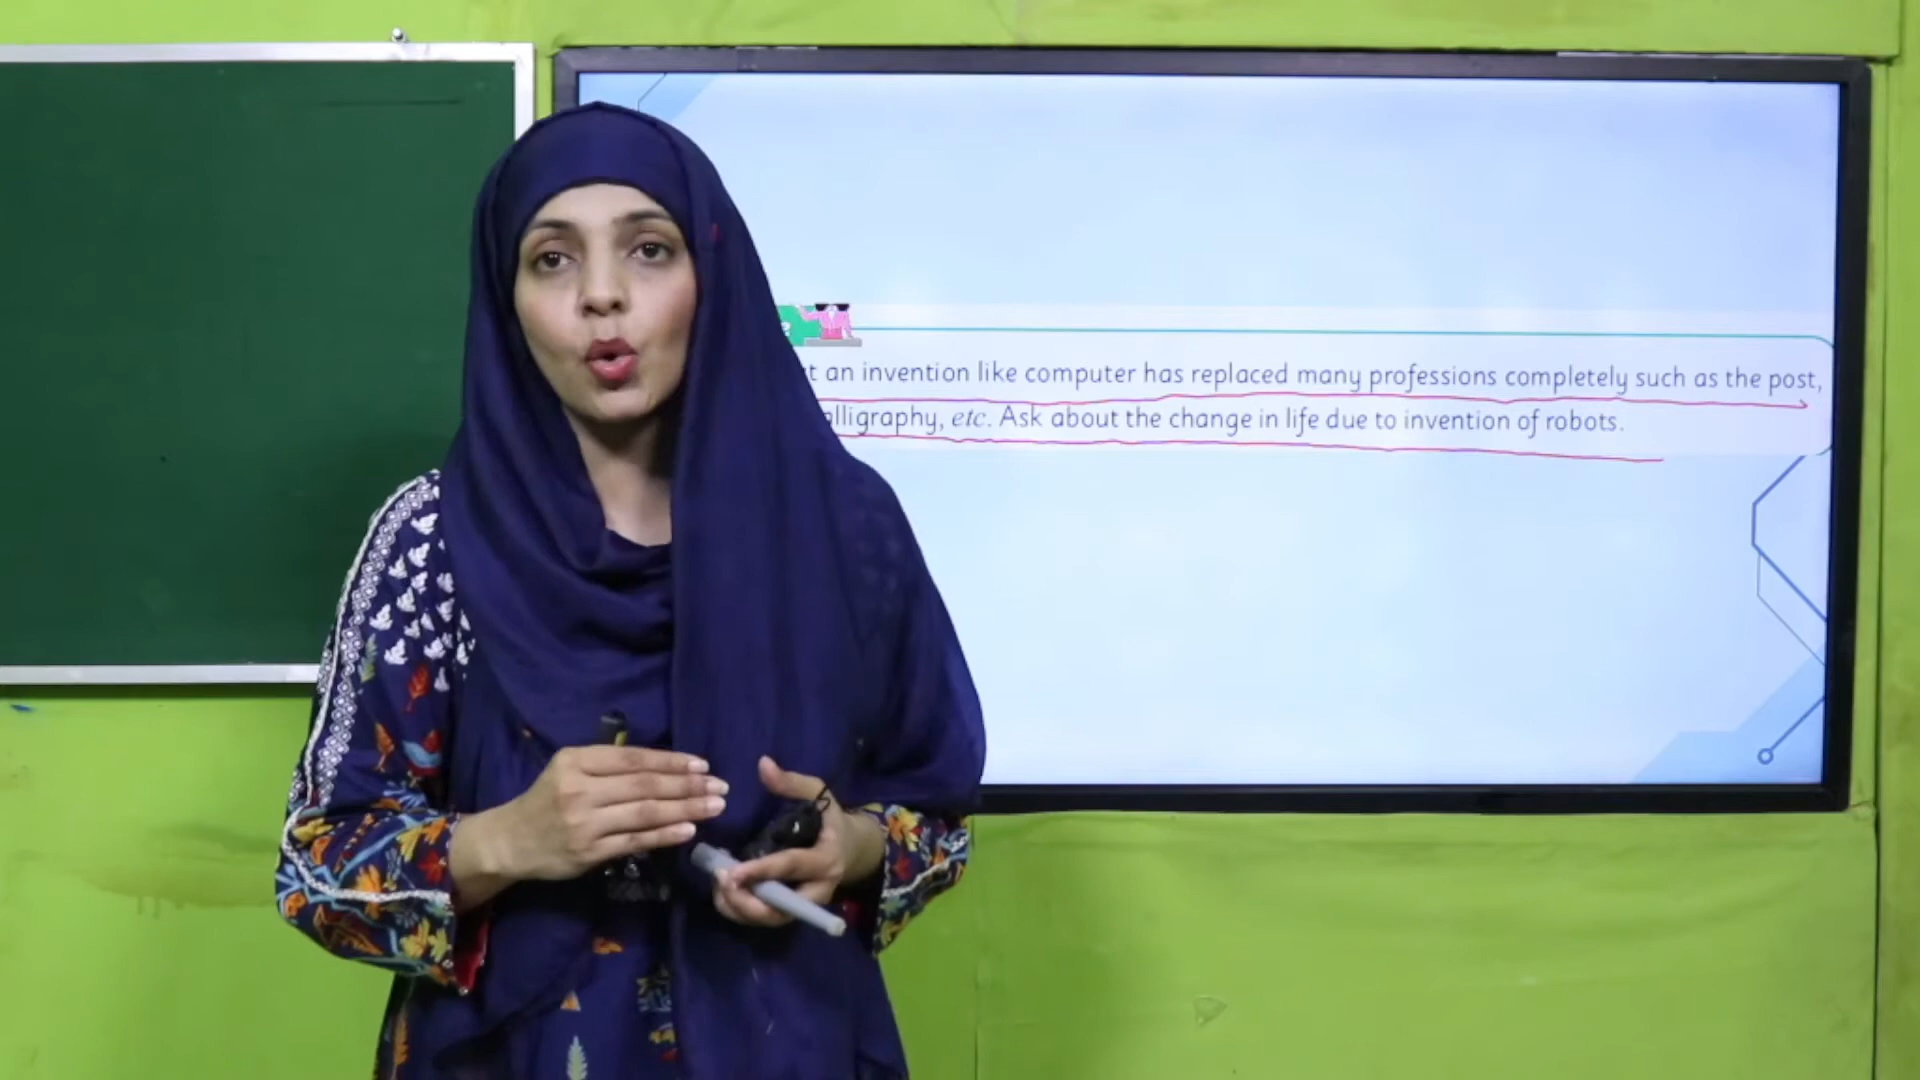 an invention like computer has replaced many professions completely such as the post,
etc. Ask about the change in life due to invention of robots.